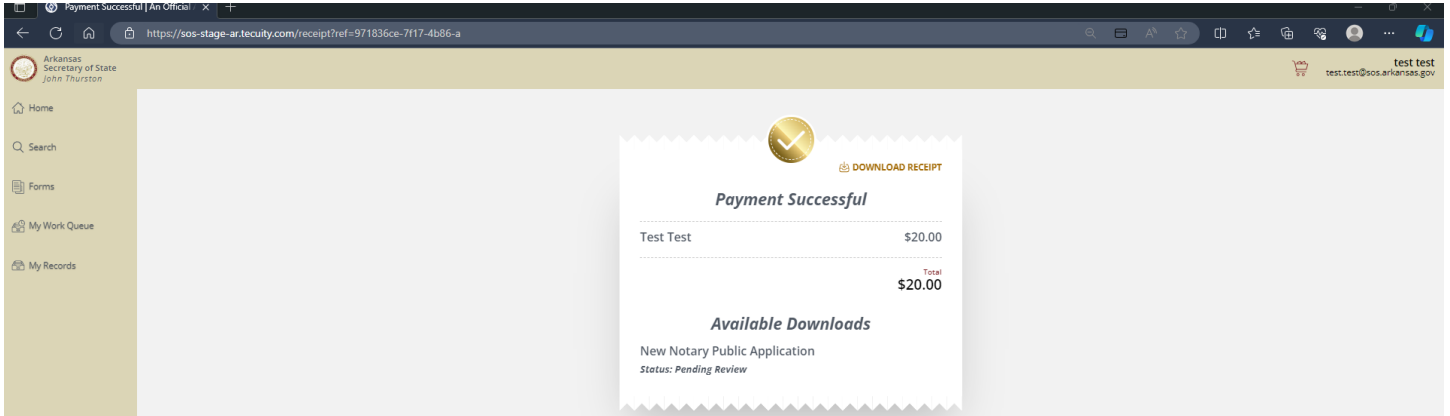 Payment Successful | An Official
https://sos-stage-ar.tecuity.com/receipt?ref=971836ce-7f17-4b86-a
Arkansas
Secretary of State
John Thurston
test test
test.test@sos.arkansas.gov
Home
Search
Forms
My Work Queue
My Records
DOWNLOAD RECEIPT
Payment Successful
Test Test $20.00
Total
$20.00
Available Downloads
New Notary Public Application
Status: Pending Review